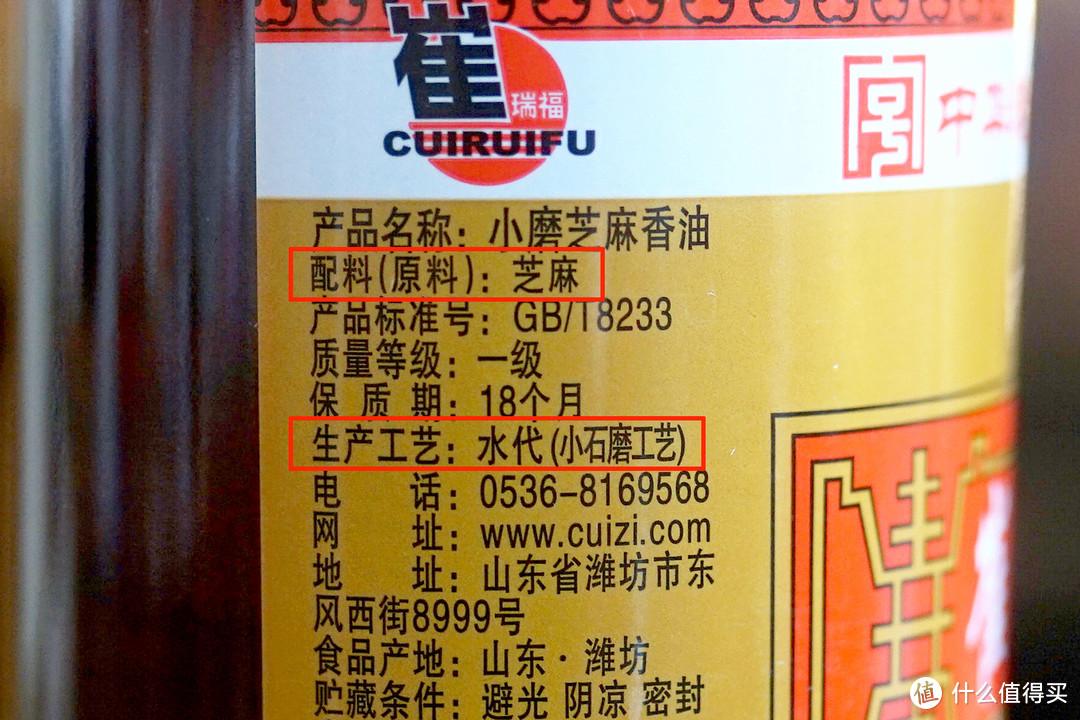 崔
瑞福
CUIRUIFU
号
产品名称：小磨芝麻香油
配料(原料)：芝麻
产品标准号：GB/T8233
质量等级：一级
保质期：18个月
生产工艺：水代(小石磨工艺)
电话：0536-8169568
网址：www.cuizi.com
地址：山东省潍坊市东
风西街8999号
食品产地：山东·潍坊
贮藏条件：避光 阴凉 密封
值 什么值得买